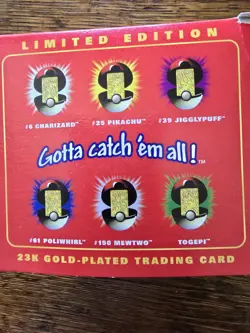 LIMITED EDITION
#6 CHARIZARD™ #25 PIKACHU™ #39 JIGGLYPUFF™
Gotta catch 'em all!™
#61 POLIWHIRL™ #150 MEWTWO™ TOGEPI™
23K GOLD-PLATED TRADING CARD